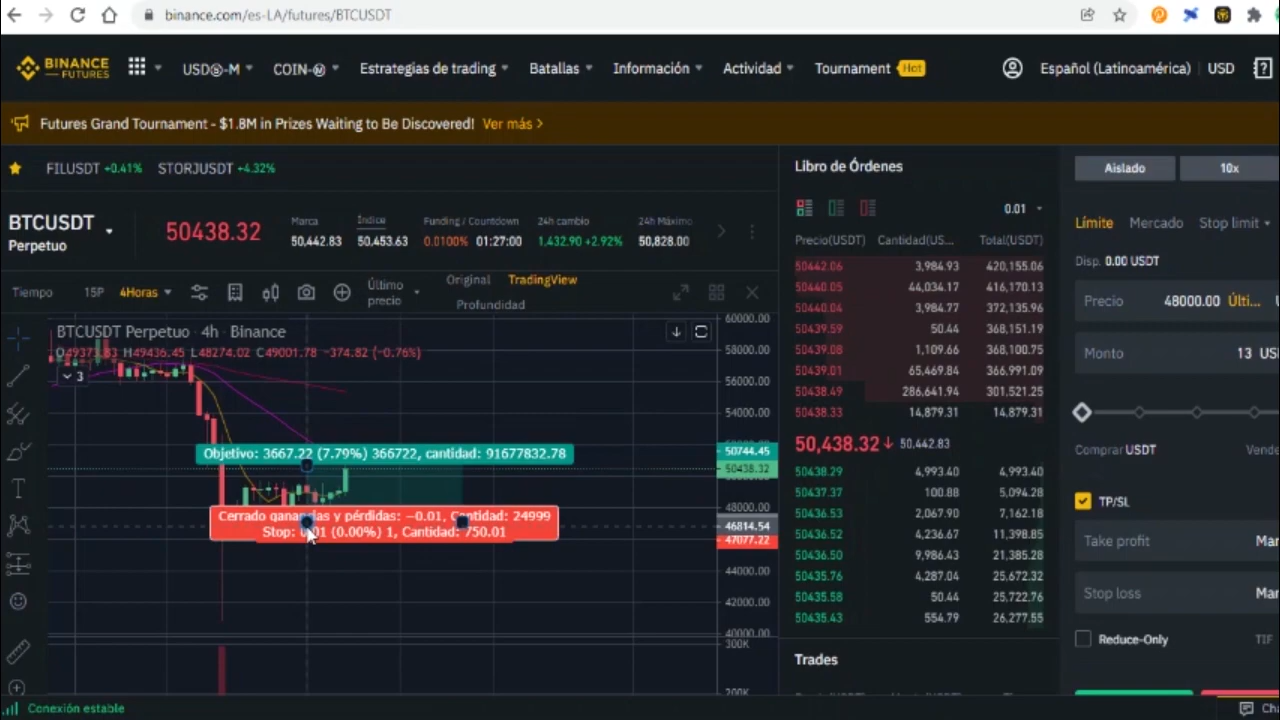 binance.com/es-LA/futures/BTCUSDT
BINANCE
FUTURES
USDⓈ-M
COIN-Ⓜ
Estrategias de trading
Batallas
Información
Actividad
Tournament
Hot
Español (Latinoamérica)
USD
Futures Grand Tournament - $1.8M in Prizes Waiting to Be Discovered! Ver más >
FILUSDT +0.41% STORJUSDT +4.32%
BTCUSDT
Perpetuo
50438.32
Marca
50,442.83
Índice
50,453.63
Funding / Countdown
0.0100% 01:27:00
24h cambio
1,432.90 +2.92%
24h Máximo
50,828.00
Tiempo
15P
4Horas
Último
precio
Original
TradingView
Profundidad
BTCUSDT Perpetuo · 4h · Binance
O49373.83 H49436.45 L48274.02 C49001.78 −374.82 (−0.76%)
3
Objetivo: 3667.22 (7.79%) 366722, cantidad: 91677832.78
Cerrado ganancias y pérdidas: −0.01, Cantidad: 24999
Stop: 0.01 (0.00%) 1, Cantidad: 750.01
60000.00
58000.00
56000.00
54000.00
50744.45
50438.32
48000.00
46814.54
47077.22
44000.00
42000.00
40000.00
300K
200K
Libro de Órdenes
0.01
Precio(USDT) Cantidad(US... Total(USDT)
50442.06 3,984.93 420,155.06
50440.05 44,034.17 416,170.13
50440.04 3,984.77 372,135.96
50439.59 50.44 368,151.19
50439.08 1,109.66 368,100.75
50439.01 65,469.84 366,991.09
50438.49 286,641.94 301,521.25
50438.33 14,879.31 14,879.31
50,438.32↓ 50,442.83
50438.29 4,993.40 4,993.40
50437.37 100.88 5,094.28
50436.53 2,067.90 7,162.18
50436.52 4,236.67 11,398.85
50436.50 9,986.43 21,385.28
50435.76 4,287.04 25,672.32
50435.58 50.44 25,722.76
50435.43 554.79 26,277.55
Trades
Aislado
10x
Límite
Mercado
Stop limit
Disp. 0.00 USDT
Precio 48000.00 Últi...
Monto 13
Comprar USDT
TP/SL
Take profit
Stop loss
Reduce-Only
TIF
Conexión estable